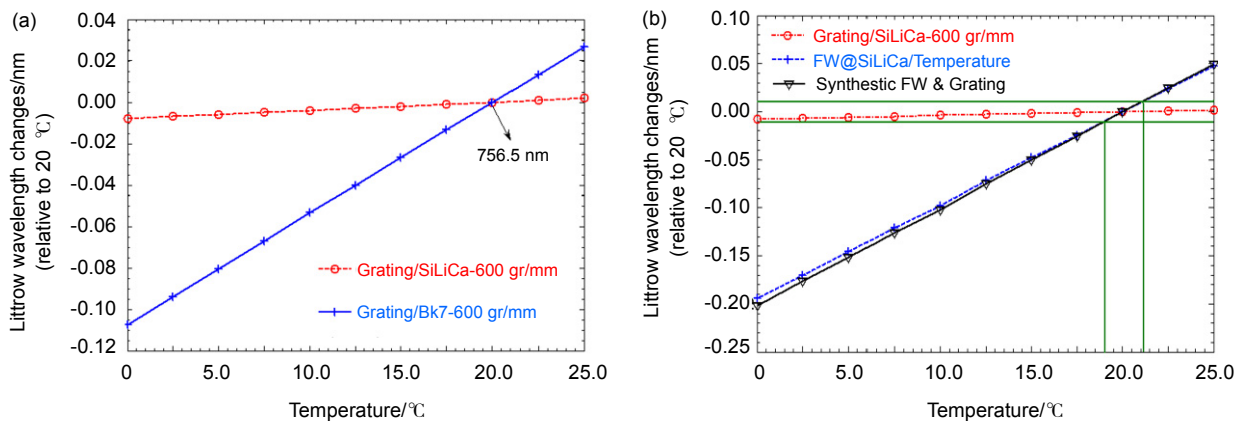 (a)
Littrow wavelength changes/nm
(relative to 20 ℃)
0.04
0.02
0.00
-0.02
-0.04
-0.06
-0.08
-0.10
-0.12
756.5 nm
Grating/SiLiCa-600 gr/mm
Grating/Bk7-600 gr/mm
0 5.0 10.0 15.0 20.0 25.0
Temperature/℃
(b)
Littrow wavelength changes/nm
(relative to 20 ℃)
0.10
0.05
0.00
-0.05
-0.10
-0.15
-0.20
-0.25
Grating/SiLiCa-600 gr/mm
FW@SiLiCa/Temperature
Synthestic FW & Grating
0 5.0 10.0 15.0 20.0 25.0
Temperature/℃